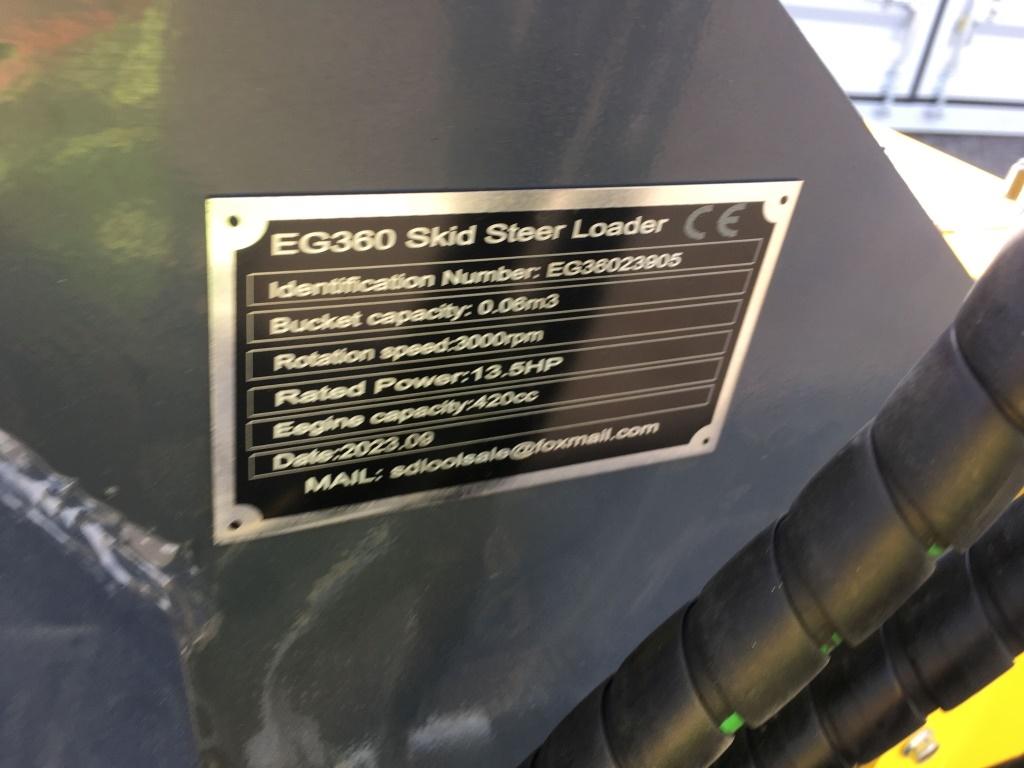 EG360 Skid Steer Loader CE
Identification Number: EG36023905
Bucket capacity: 0.06m3
Rotation speed:3000rpm
Rated Power:13.5HP
Eegine capacity:420cc
Date:2023.09
MAIL: sdloolsale@foxmail.com